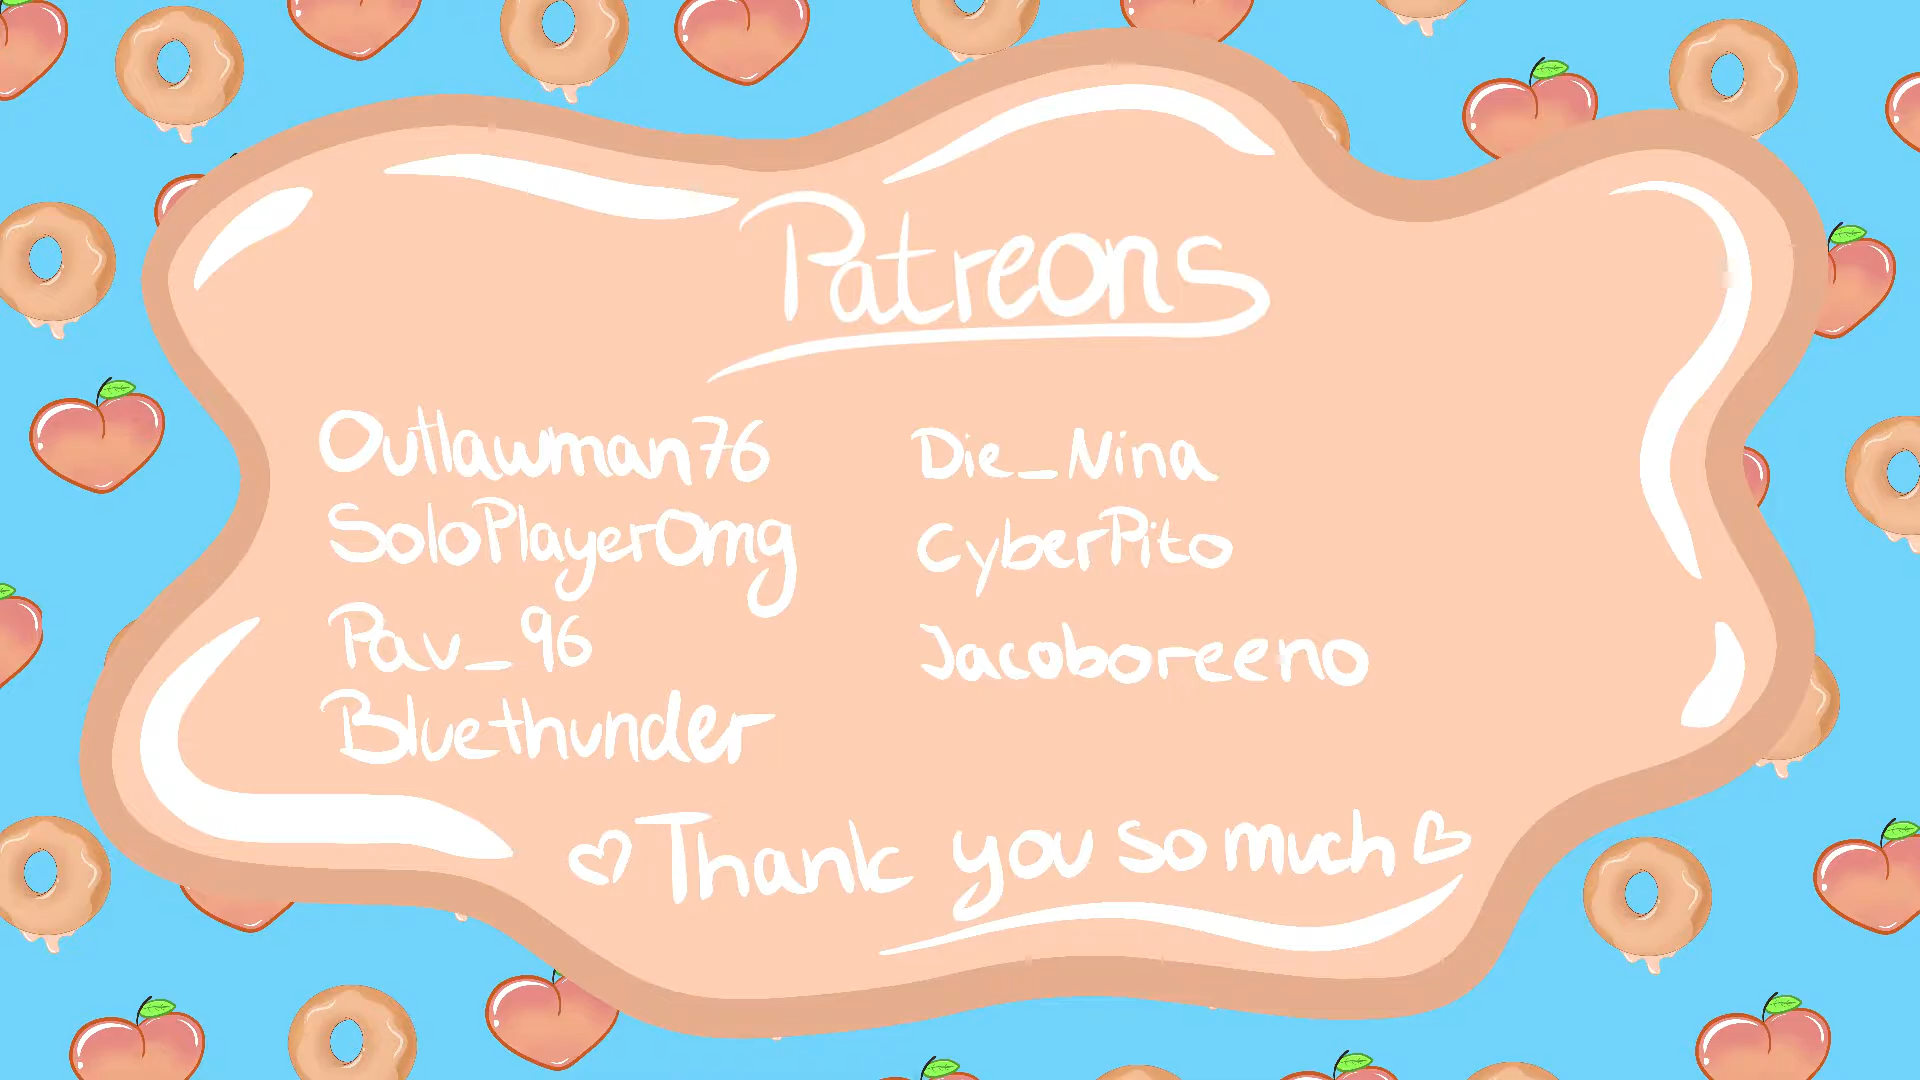 Patreons
Outlawman76
SoloPlayerOmg
Pav_96
Bluethunder
Die_Nina
CyberPito
Jacoboreeno
♡Thank you so much♡